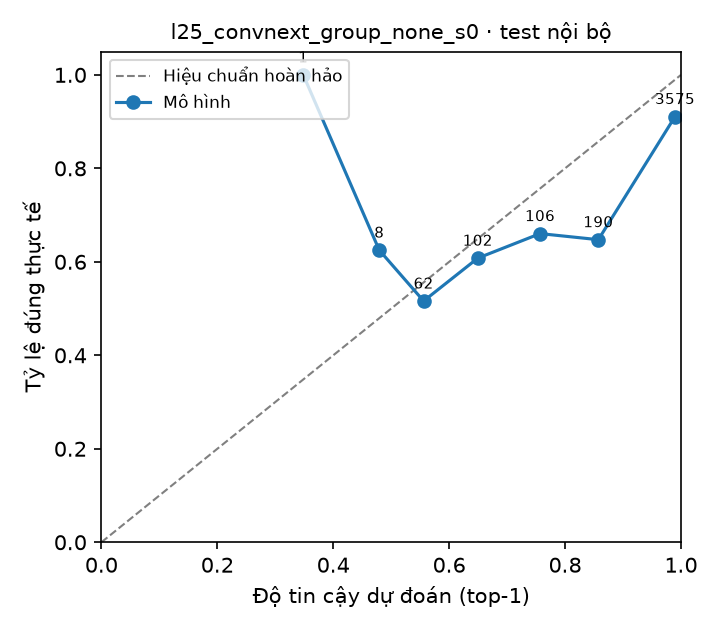 l25_convnext_group_none_s0 · test nội bộ
Hiệu chuẩn hoàn hảo
Mô hình
1.0
0.8
0.6
0.4
0.2
0.0
8
62
102
106
190
3575
Tỷ lệ đúng thực tế
0.0 0.2 0.4 0.6 0.8 1.0
Độ tin cậy dự đoán (top-1)